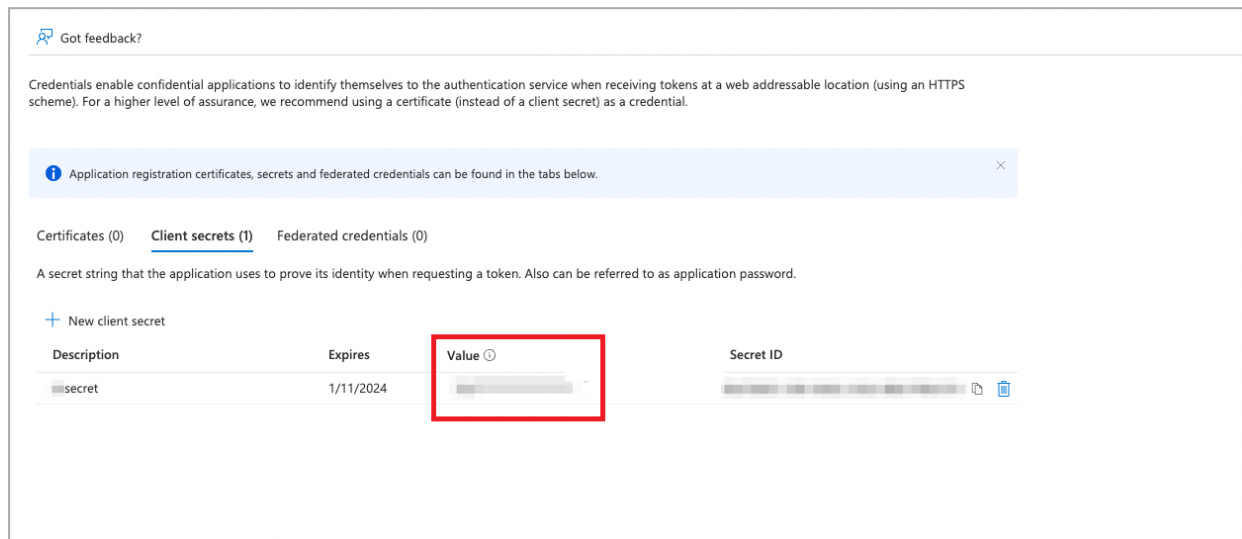 Got feedback?
Credentials enable confidential applications to identify themselves to the authentication service when receiving tokens at a web addressable location (using an HTTPS
scheme). For a higher level of assurance, we recommend using a certificate (instead of a client secret) as a credential.
Application registration certificates, secrets and federated credentials can be found in the tabs below.
Certificates (0) Client secrets (1) Federated credentials (0)
A secret string that the application uses to prove its identity when requesting a token. Also can be referred to as application password.
New client secret
Description Expires Value Secret ID
secret 1/11/2024